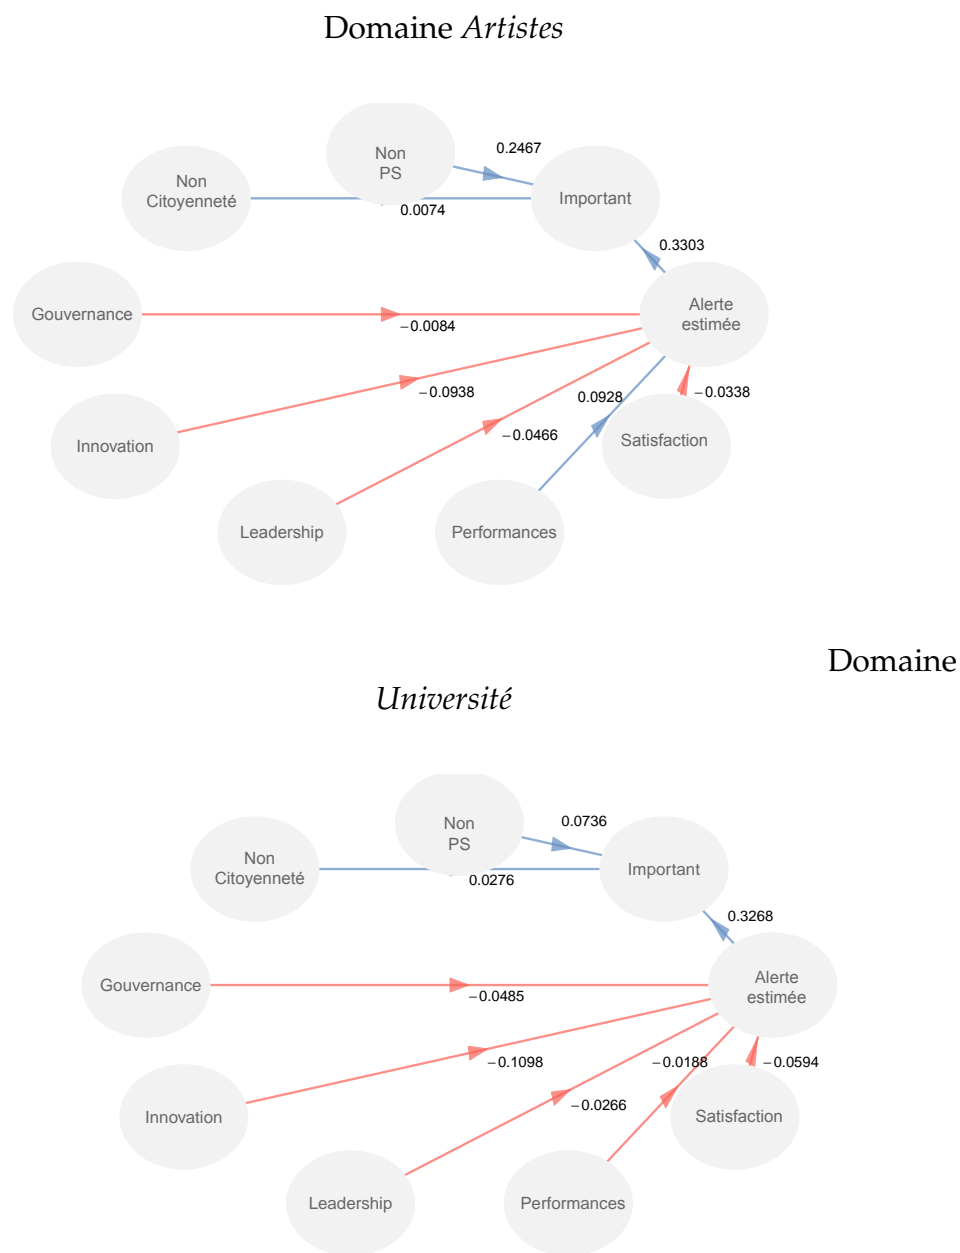 Domaine Artistes
Non
PS
0.2467
Non
Citoyenneté
0.0074
Important
0.3303
Gouvernance
−0.0084
Alerte
estimée
−0.0938
0.0928
−0.0338
Innovation
−0.0466
Satisfaction
Leadership
Performances
Domaine
Université
Non
PS
0.0736
Non
Citoyenneté
0.0276
Important
0.3268
Gouvernance
−0.0485
Alerte
estimée
−0.1098
−0.0188
−0.0594
Innovation
−0.0266
Satisfaction
Leadership
Performances